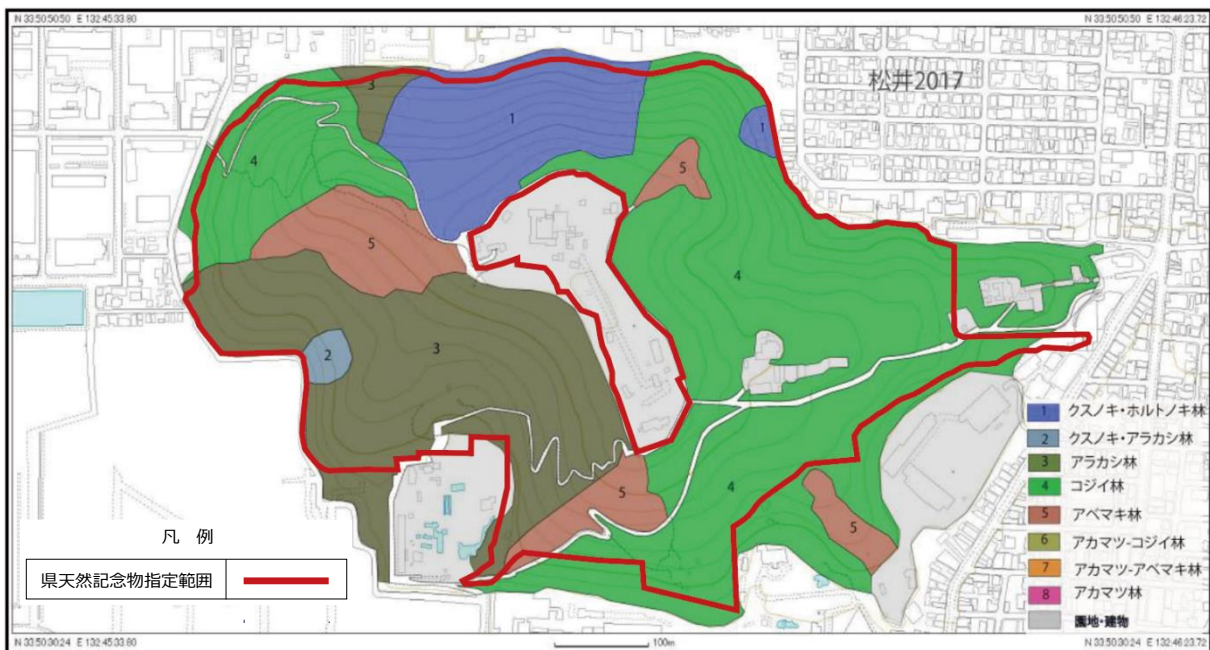 N 33:50:50:50 E 132:45:33.80
N 33:50:50:50 E 132:46:23.72
松井2017
3
1
1
4
5
5
4
2
3
5
4
5
1 クスノキ・ホルトノキ林
2 クスノキ・アラカシ林
3 アラカシ林
4 コジイ林
5 アベマキ林
6 アカマツ-コジイ林
7 アカマツ-アベマキ林
8 アカマツ林
園地・建物
凡 例
県天然記念物指定範囲
N 33:50:30:24 E 132:45:33.80
100m
N 33:50:30:24 E 132:46:23.72